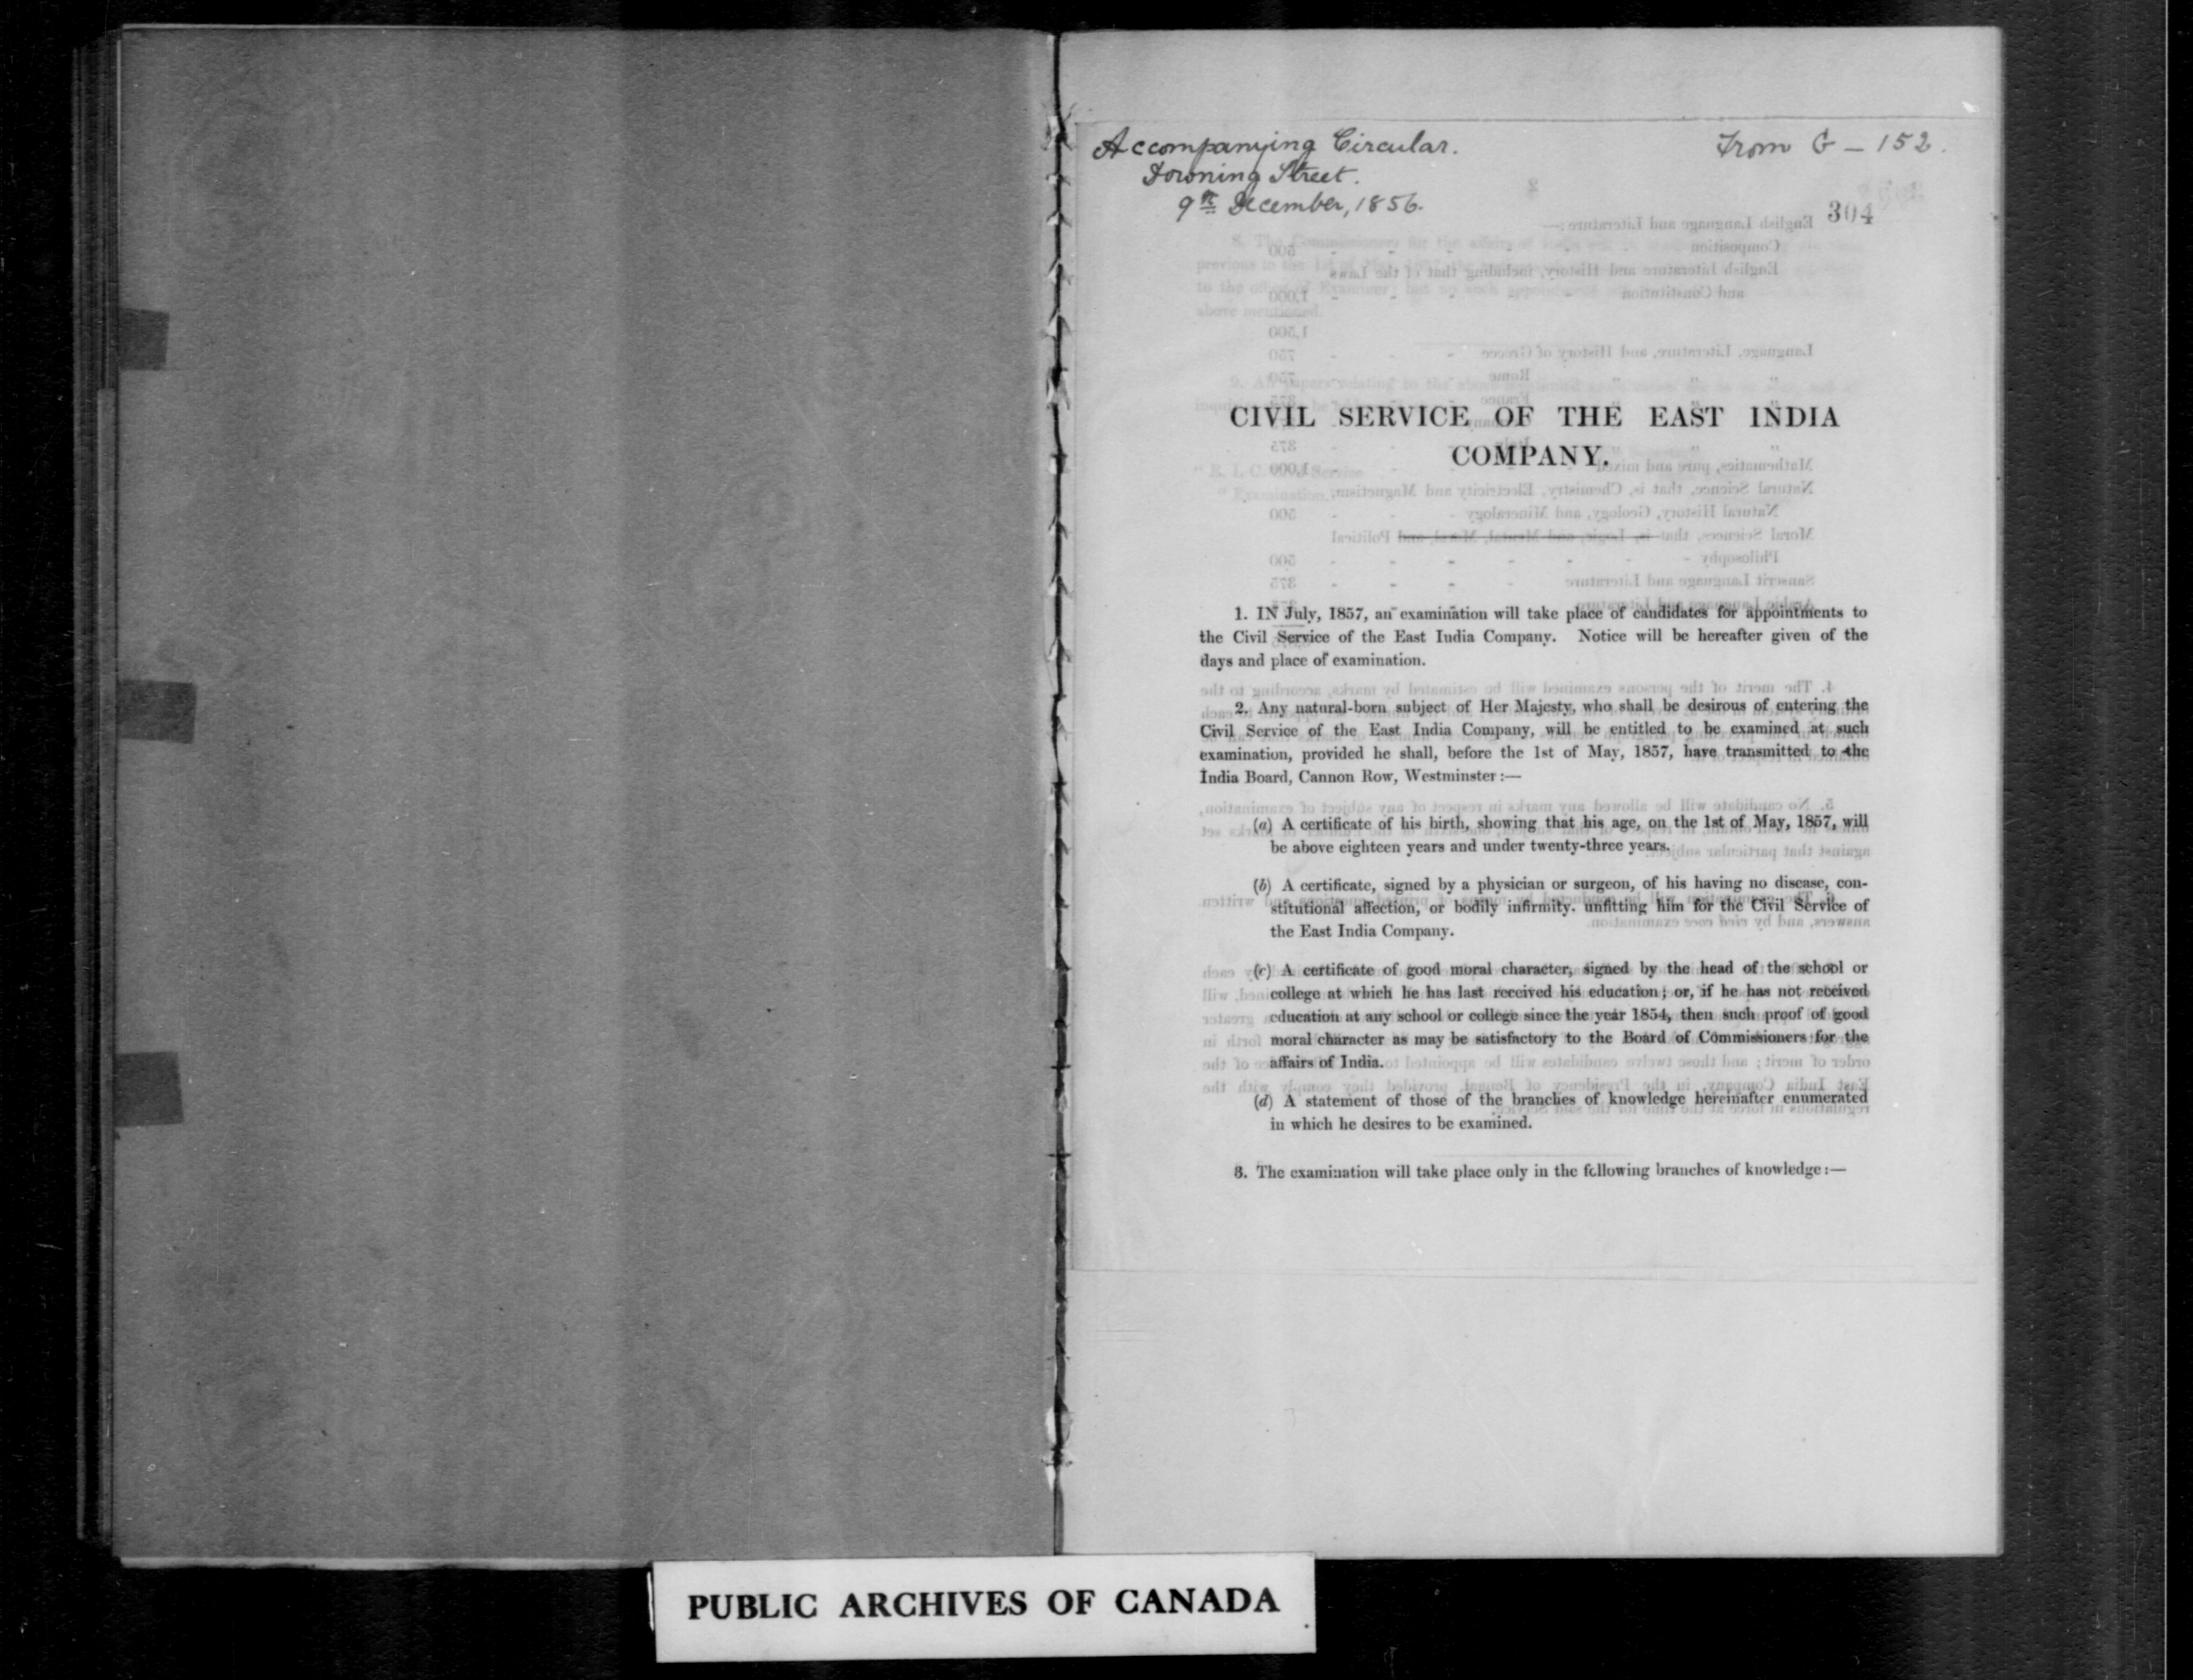 Accompanying Circular.
Downing Street.
9th December, 1856.
From G - 152.
304
CIVIL SERVICE OF THE EAST INDIA
COMPANY.
1. IN July, 1857, an examination will take place of candidates for appointments to
the Civil Service of the East India Company. Notice will be hereafter given of the
days and place of examination.
2. Any natural-born subject of Her Majesty, who shall be desirous of entering the
Civil Service of the East India Company, will be entitled to be examined at such
examination, provided he shall, before the 1st of May, 1857, have transmitted to the
India Board, Cannon Row, Westminster:—
(a) A certificate of his birth, showing that his age, on the 1st of May, 1857, will
be above eighteen years and under twenty-three years.
(b) A certificate, signed by a physician or surgeon, of his having no disease, con-
stitutional affection, or bodily infirmity. unfitting him for the Civil Service of
the East India Company.
(c) A certificate of good moral character, signed by the head of the school or
college at which he has last received his education; or, if he has not received
education at any school or college since the year 1854, then such proof of good
moral character as may be satisfactory to the Board of Commissioners for the
affairs of India.
(d) A statement of those of the branches of knowledge hereinafter enumerated
in which he desires to be examined.
3. The examination will take place only in the following branches of knowledge:—
PUBLIC ARCHIVES OF CANADA